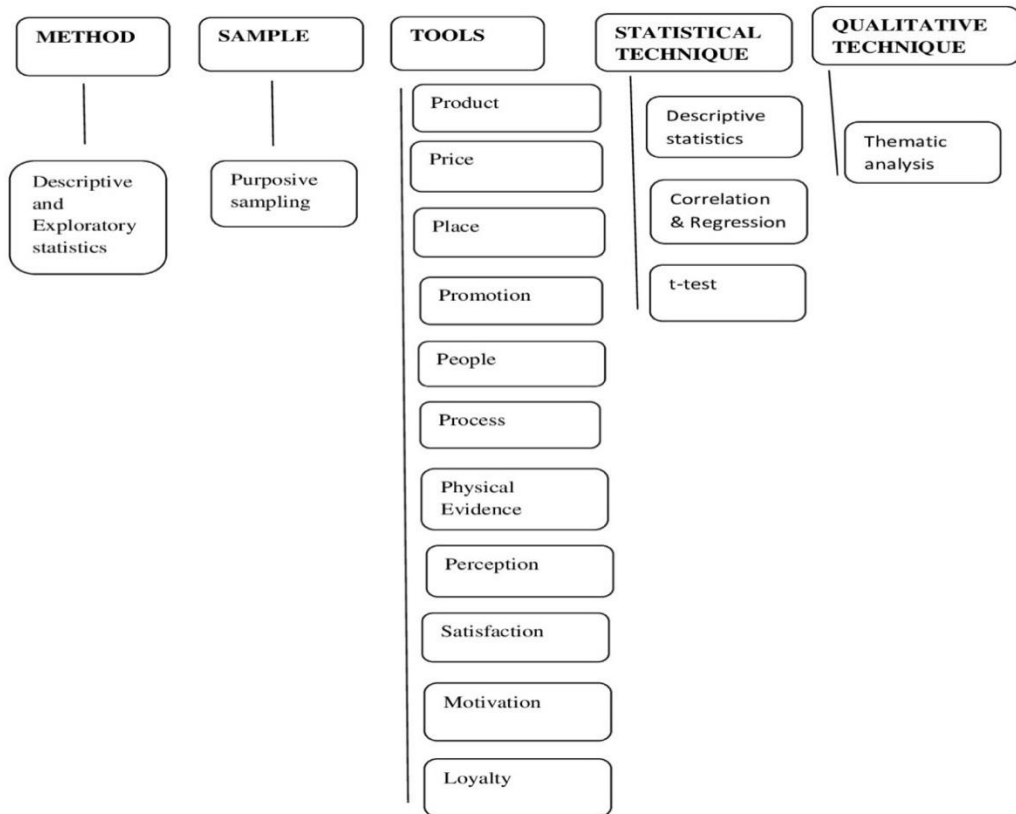 METHOD
Descriptive
and
Exploratory
statistics
SAMPLE
Purposive
sampling
TOOLS
Product
Price
Place
Promotion
People
Process
Physical
Evidence
Perception
Satisfaction
Motivation
Loyalty
STATISTICAL
TECHNIQUE
Descriptive
statistics
Correlation
& Regression
t-test
QUALITATIVE
TECHNIQUE
Thematic
analysis